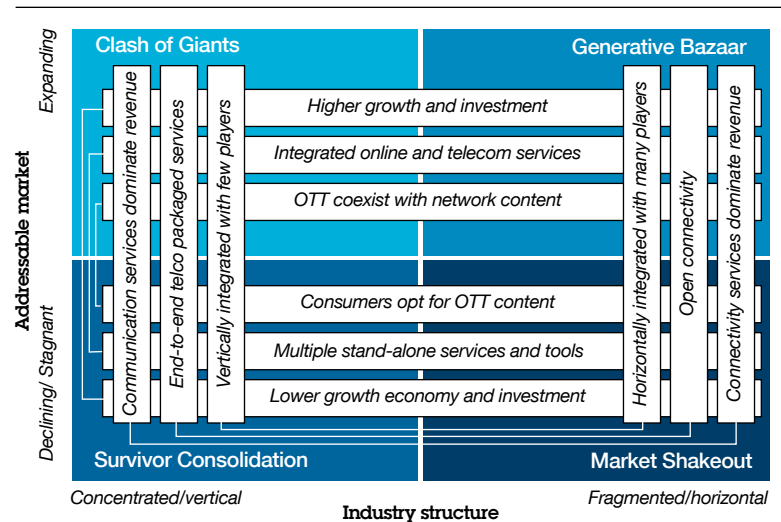 Clash of Giants
Generative Bazaar
Expanding
Addressable market
Declining/ Stagnant
Communication services dominate revenue
End-to-end telco packaged services
Vertically integrated with few players
Higher growth and investment
Integrated online and telecom services
OTT coexist with network content
Consumers opt for OTT content
Multiple stand-alone services and tools
Lower growth economy and investment
Horizontally integrated with many players
Open connectivity
Connectivity services dominate revenue
Survivor Consolidation
Market Shakeout
Concentrated/vertical
Industry structure
Fragmented/horizontal